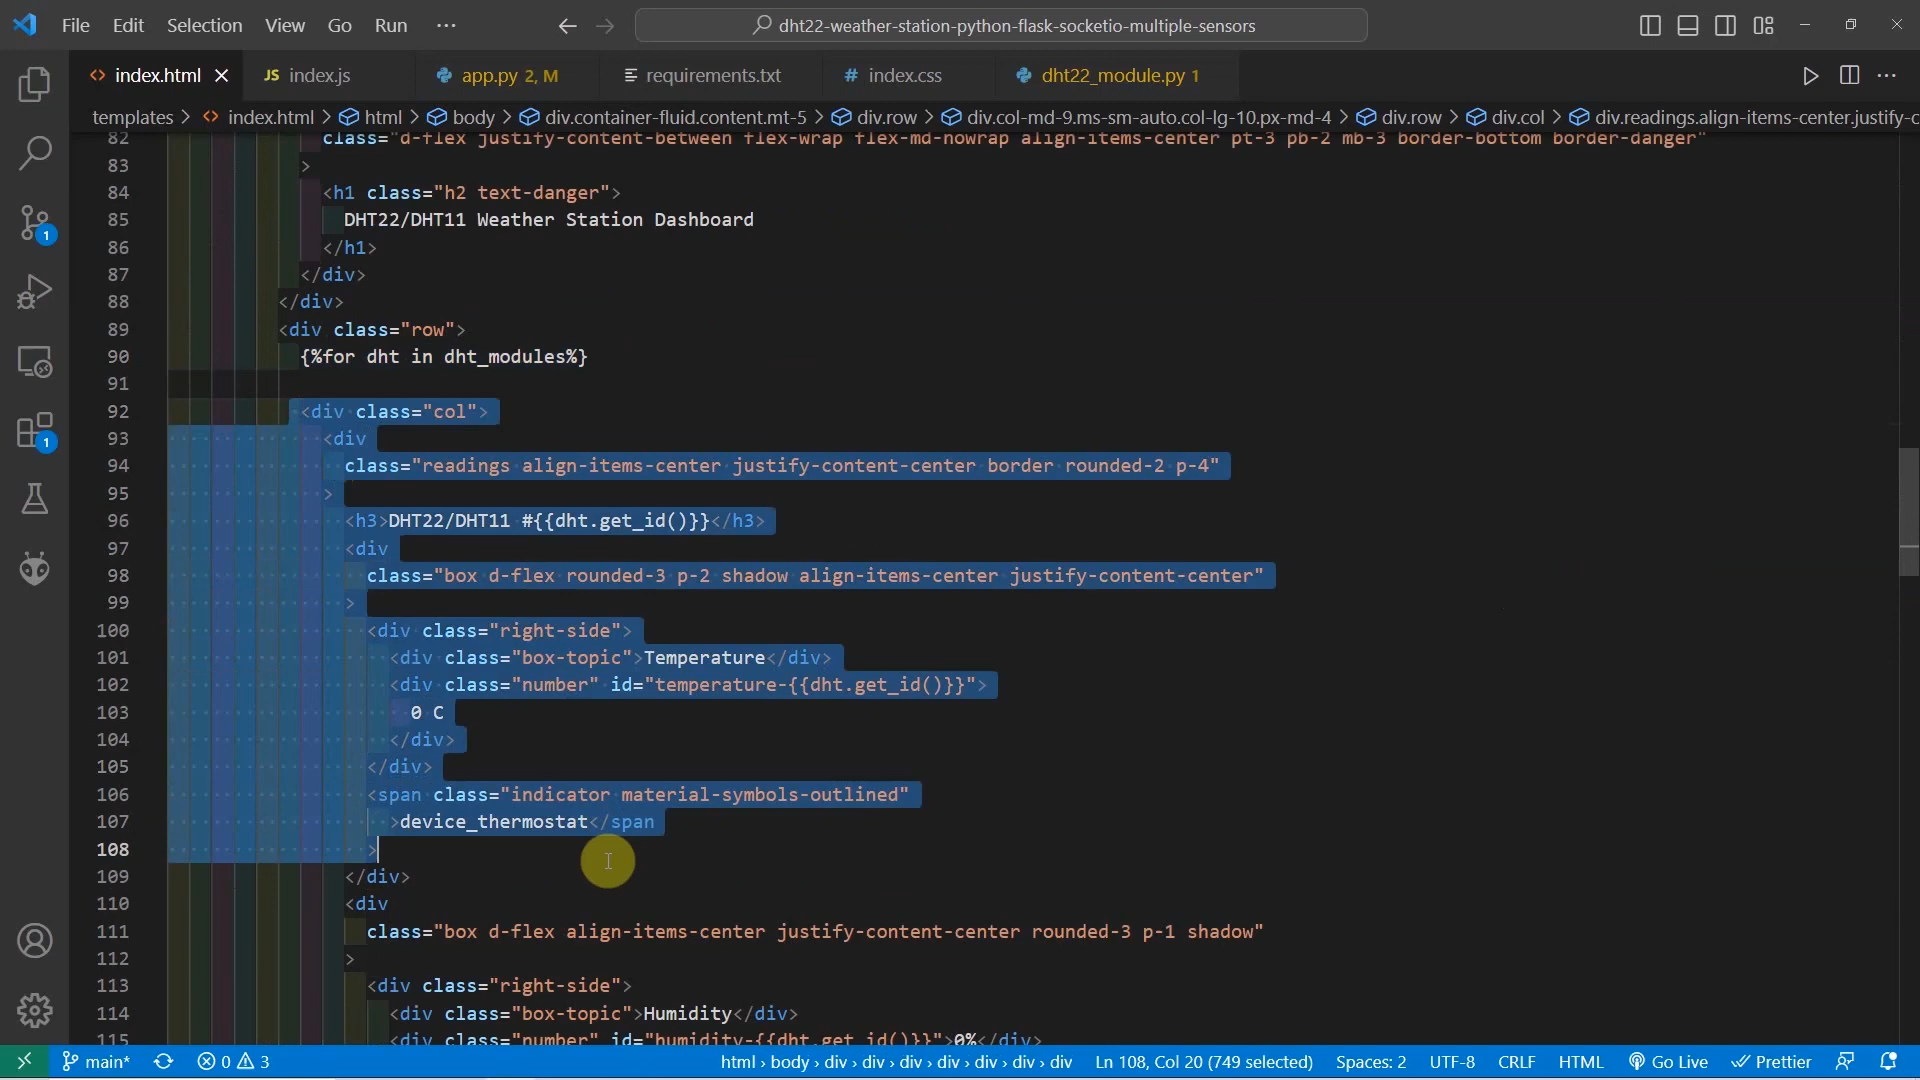 File Edit Selection View Go Run ··· dht22-weather-station-python-flask-socketio-multiple-sensors
index.html index.js app.py 2, M requirements.txt index.css dht22_module.py 1
templates > index.html > html > body > div.container-fluid.content.mt-5 > div.row > div.col-md-9.ms-sm-auto.col-lg-10.px-md-4 > div.row > div.col > div.readings.align-items-center.justify-c
82 class="d-flex justify-content-between flex-wrap flex-md-nowrap align-items-center pt-3 pb-2 mb-3 border-bottom border-danger"
83 >
84 <h1 class="h2 text-danger">
85 DHT22/DHT11 Weather Station Dashboard
86 </h1>
87 </div>
88 </div>
89 <div class="row">
90 {%for dht in dht_modules%}
91
92 <div class="col">
93 <div
94 class="readings align-items-center justify-content-center border rounded-2 p-4"
95 >
96 <h3>DHT22/DHT11 #{{dht.get_id()}}</h3>
97 <div
98 class="box d-flex rounded-3 p-2 shadow align-items-center justify-content-center"
99 >
100 <div class="right-side">
101 <div class="box-topic">Temperature</div>
102 <div class="number" id="temperature-{{dht.get_id()}}">
103 0 C
104 </div>
105 </div>
106 <span class="indicator material-symbols-outlined"
107 >device_thermostat</span
108 >
109 </div>
110 <div
111 class="box d-flex align-items-center justify-content-center rounded-3 p-1 shadow"
112 >
113 <div class="right-side">
114 <div class="box-topic">Humidity</div>
115 <div class="number" id="humidity-{{dht.get_id()}}">0%</div>
1
1
main* 0 3 html > body > div > div > div > div > div > div > div Ln 108, Col 20 (749 selected) Spaces: 2 UTF-8 CRLF HTML Go Live Prettier